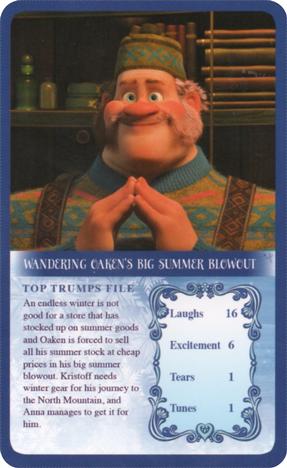 WANDERING OAKEN'S BIG SUMMER BLOWOUT
TOP TRUMPS FILE
An endless winter is not
good for a store that has
stocked up on summer goods
and Oaken is forced to sell
all his summer stock at cheap
prices in his big summer
blowout. Kristoff needs
winter gear for his journey to
the North Mountain, and
Anna manages to get it for
him.
Laughs 16
Excitement 6
Tears 1
Tunes 1